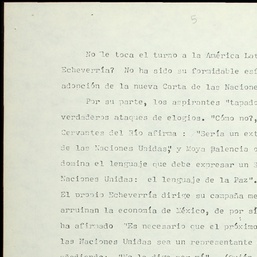 5
No le toca el turno a la América Lat
Echeverría? No ha sido su formidable es
adopción de la nueva Carta de las Nacione
Por su parte, los aspirantes "tapado
verdaderos ataques de elogios. "Cómo no?,
Cervantes del Río afirma : "Sería un ext
de las Naciones Unidas" y Moya Palencia d
domina el lenguaje que debe expresar un S
Naciones Unidas: el lenguaje de la Paz".
El propio Echeverría dirige su campaña me
arruinan la economía de México, de por si
ha afirmado "Es necesario que el próximo
las Naciones Unidas sea un representante